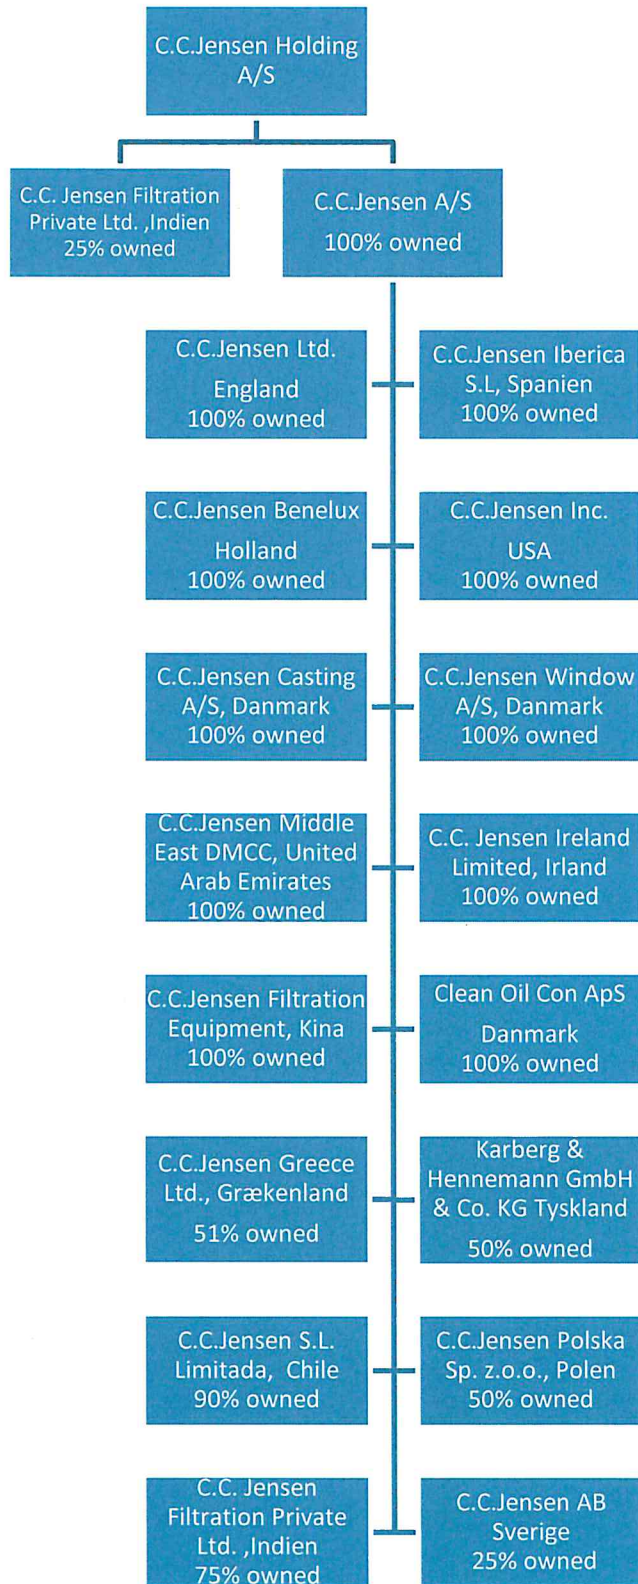 C.C.Jensen Holding
A/S
C.C. Jensen Filtration
Private Ltd. ,Indien
25% owned
C.C.Jensen A/S
100% owned
C.C.Jensen Ltd.
England
100% owned
C.C.Jensen Iberica
S.L, Spanien
100% owned
C.C.Jensen Benelux
Holland
100% owned
C.C.Jensen Inc.
USA
100% owned
C.C.Jensen Casting
A/S, Danmark
100% owned
C.C.Jensen Window
A/S, Danmark
100% owned
C.C.Jensen Middle
East DMCC, United
Arab Emirates
100% owned
C.C. Jensen Ireland
Limited, Irland
100% owned
C.C.Jensen Filtration
Equipment, Kina
100% owned
Clean Oil Con ApS
Danmark
100% owned
C.C.Jensen Greece
Ltd., Grækenland
51% owned
Karberg &
Hennemann GmbH
& Co. KG Tyskland
50% owned
C.C.Jensen S.L.
Limitada, Chile
90% owned
C.C.Jensen Polska
Sp. z.o.o., Polen
50% owned
C.C. Jensen
Filtration Private
Ltd. ,Indien
75% owned
C.C.Jensen AB
Sverige
25% owned